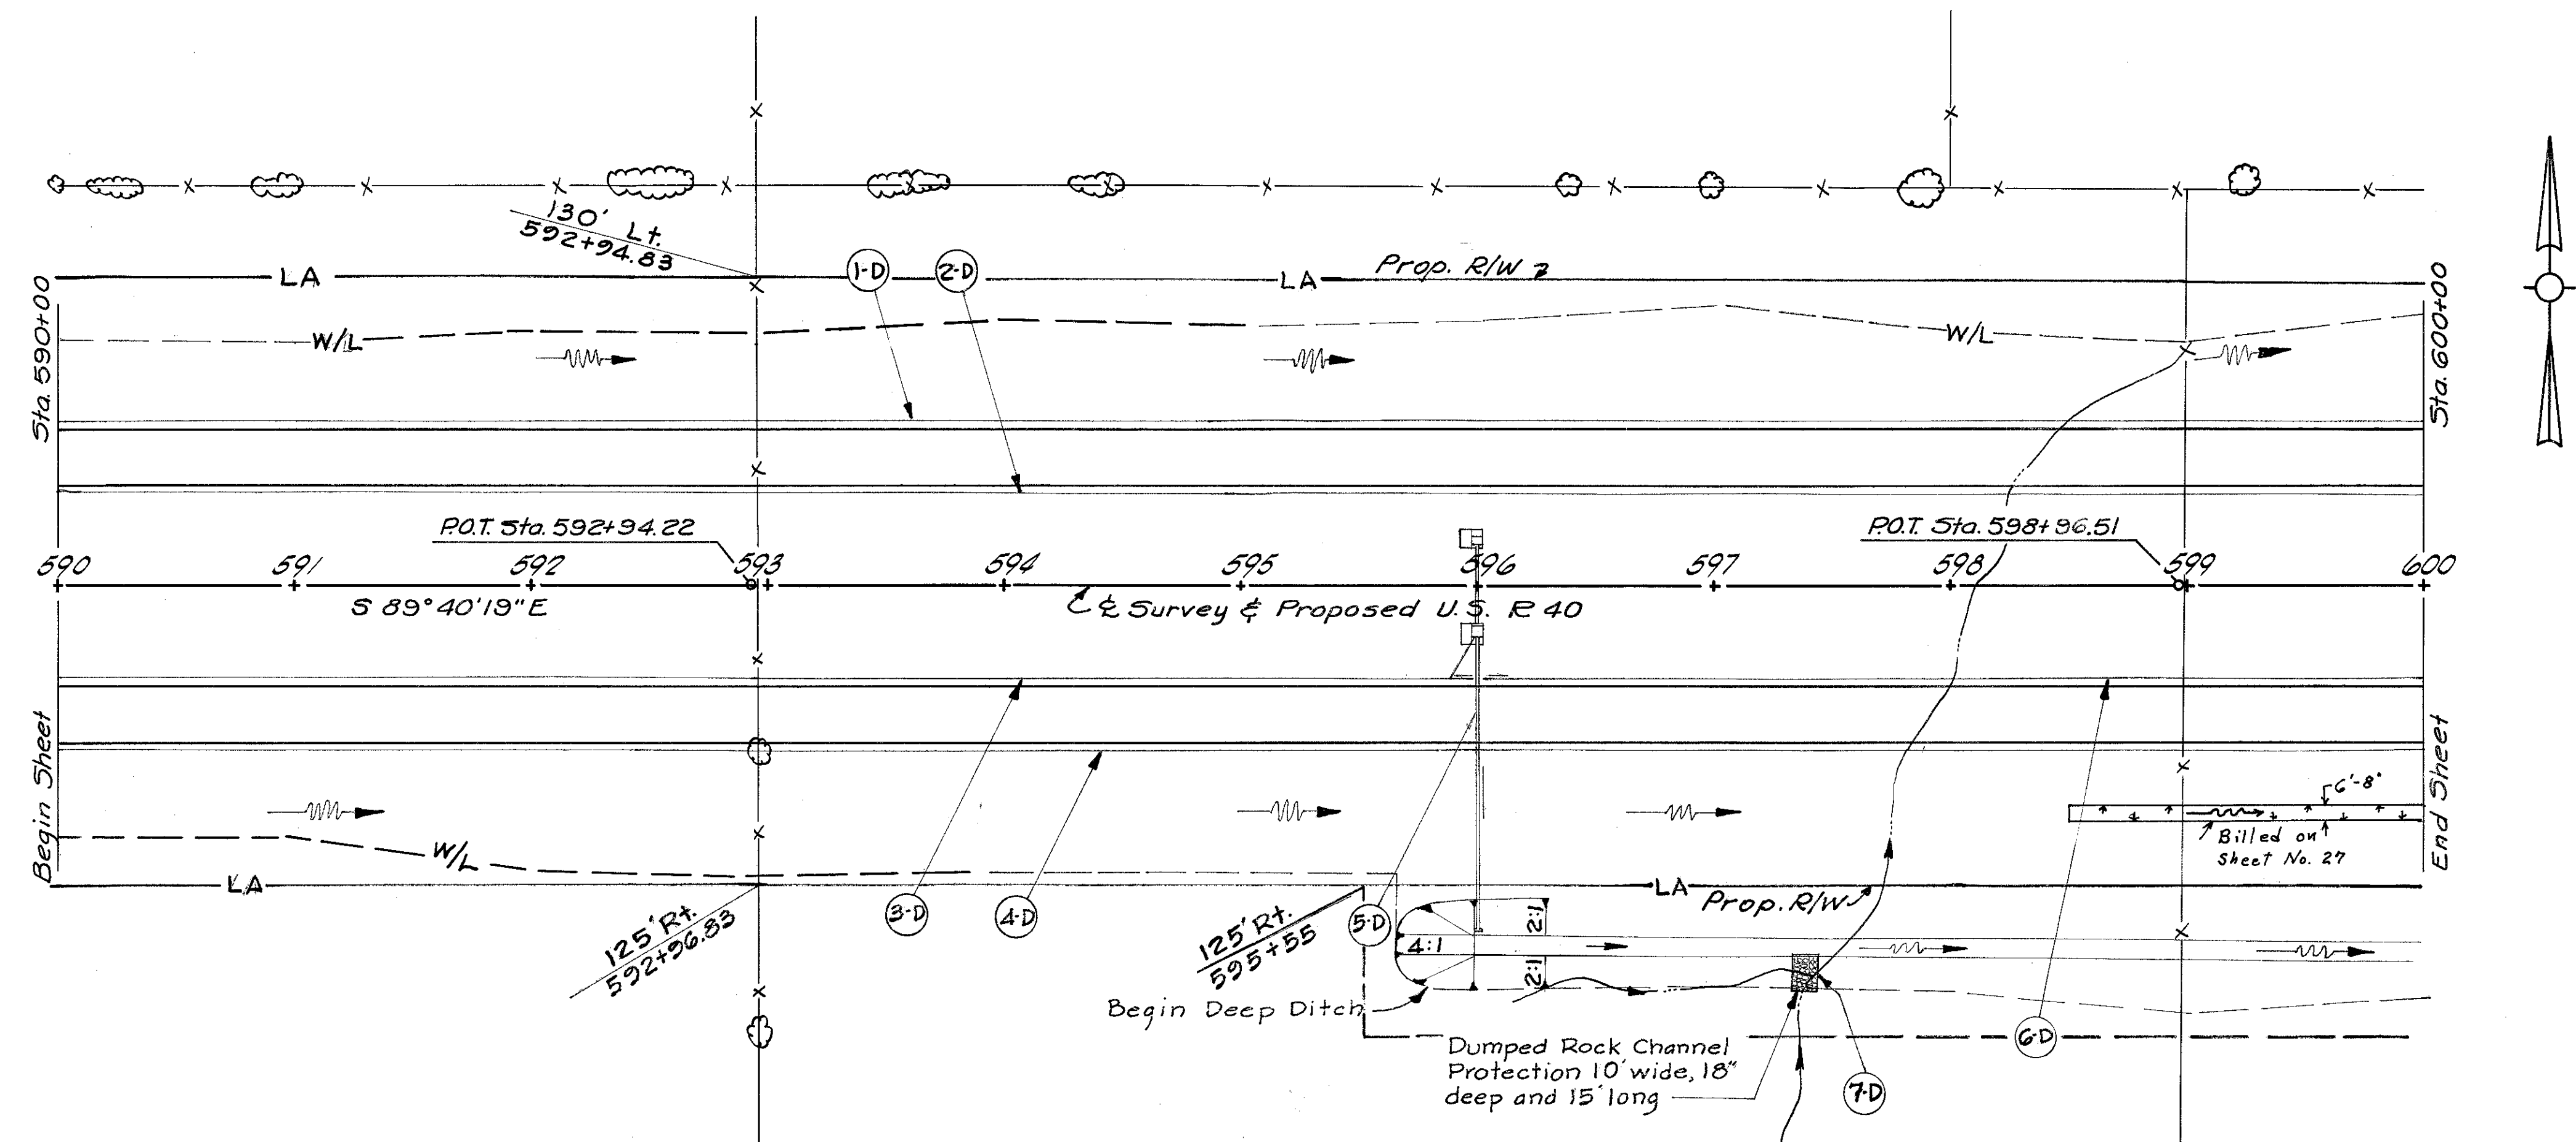 130' Lt.
592+94.83
1-D
2-D
LA
LA
Prop. R/W
Sta. 590+00
Sta. 600+00
W/L
W/L
P.O.T. Sta. 592+94.22
P.O.T. Sta. 598+96.51
590
591
592
593
594
595
596
597
598
599
600
S 89°40'19" E
℄ Survey & Proposed U.S. R 40
Begin Sheet
End Sheet
6'-8"
Billed on
Sheet No. 27
W/L
LA
LA
Prop. R/W
3-D
4-D
5-D
125' Rt.
592+96.83
125' Rt.
595+55
2:1
4:1
2:1
Begin Deep Ditch
6-D
Dumped Rock Channel
Protection 10' wide, 18"
deep and 15' long
7-D